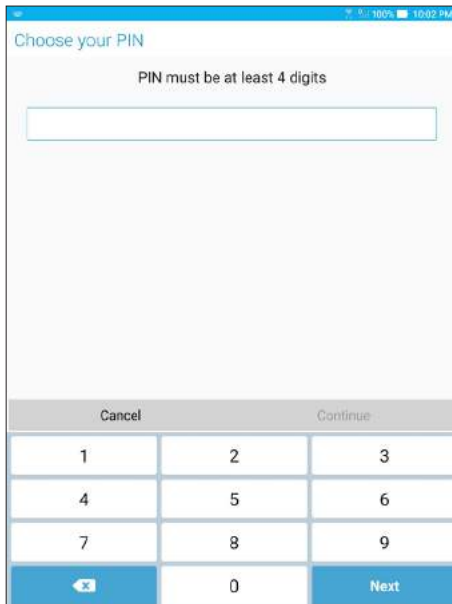 100% 10:02 PM
Choose your PIN
PIN must be at least 4 digits
Cancel Continue
1 2 3
4 5 6
7 8 9
0 Next